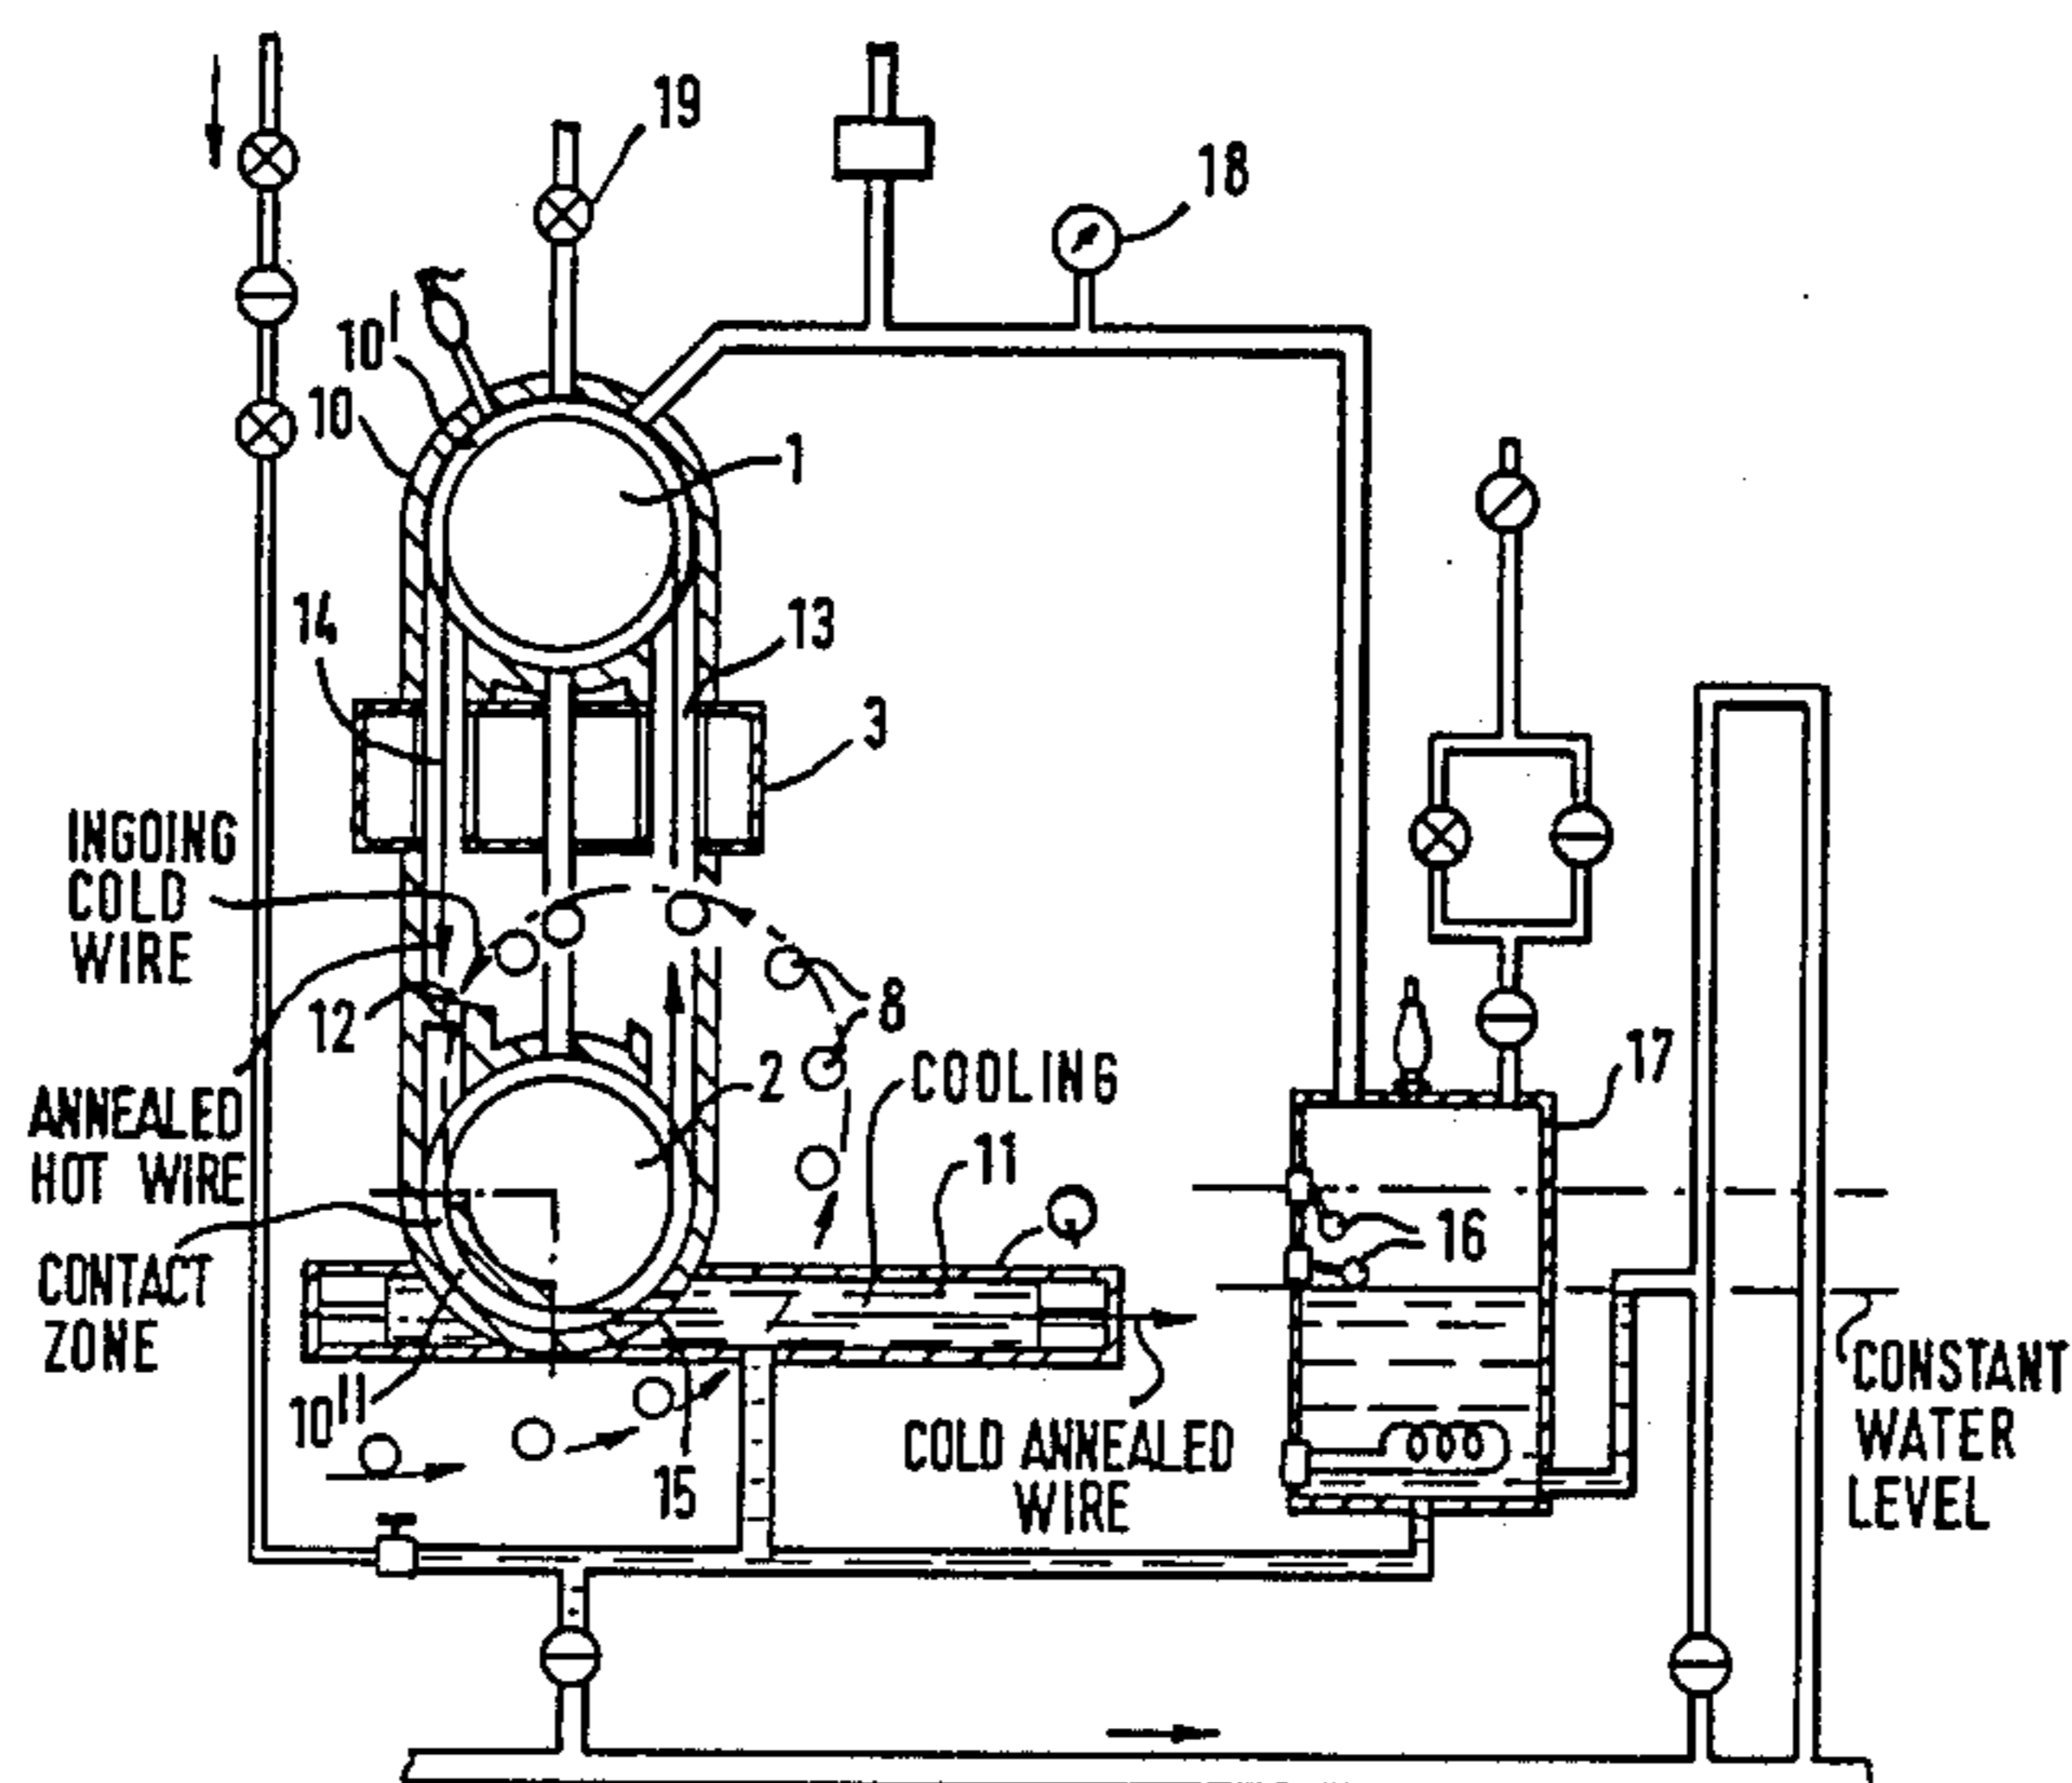 19
18
10'
10
1
14
13
3
INGOING
COLD
WIRE
12
8
2
COOLING
17
ANNEALED
HOT WIRE
11
16
CONTACT
ZONE
10"
15
COLD ANNEALED
WIRE
CONSTANT
WATER
LEVEL